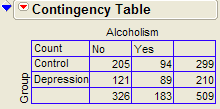 Contingency Table
Alcoholism
Count No Yes
Control 205 94 299
Depression 121 89 210
326 183 509
Group